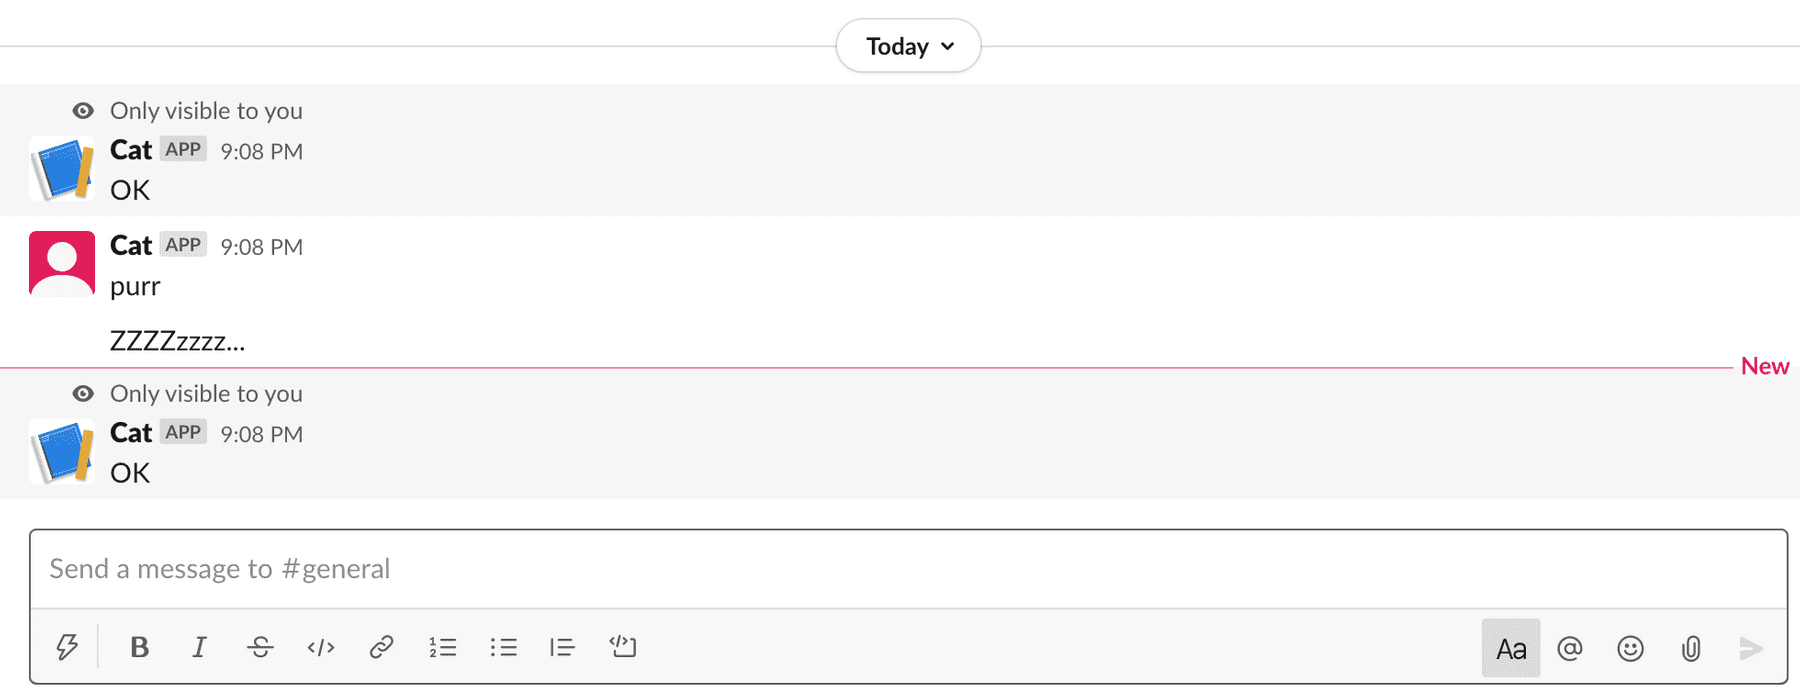 Today
Only visible to you
Cat APP 9:08 PM
OK
Cat APP 9:08 PM
purr
ZZZZzzzz...
New
Only visible to you
Cat APP 9:08 PM
OK
Send a message to #general
B I S </> Aa @